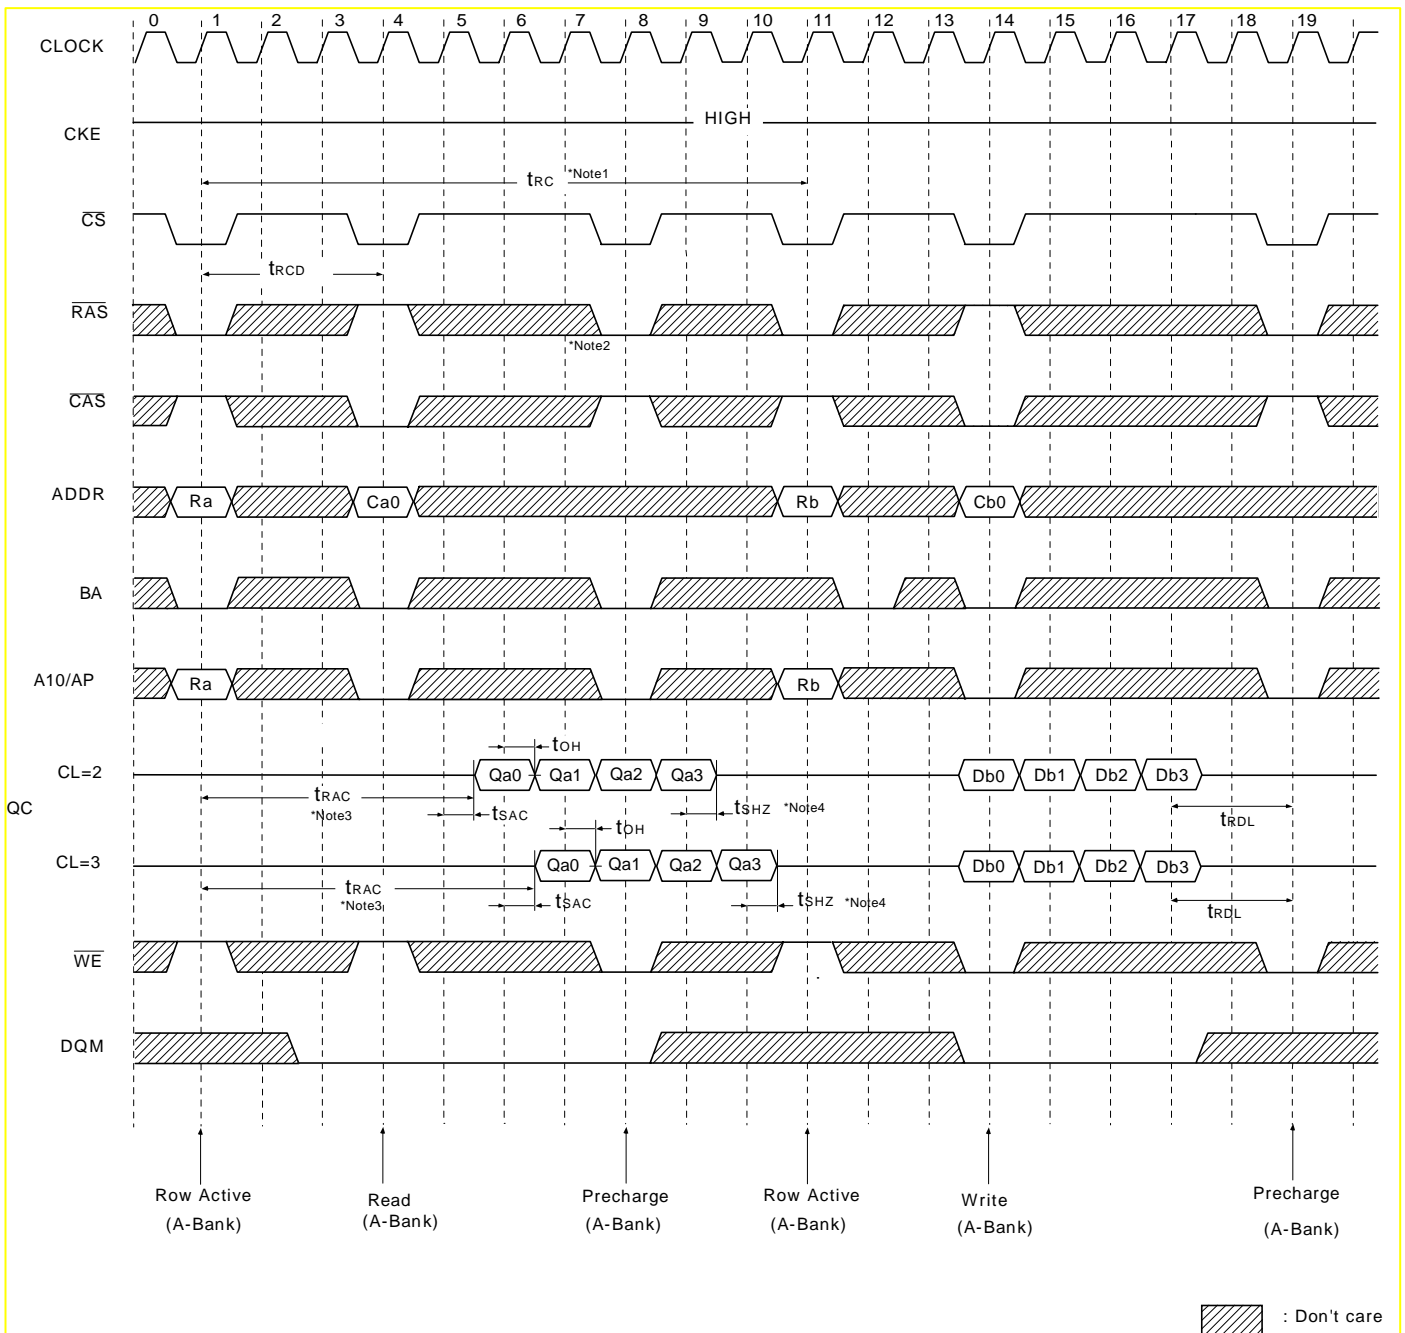 0 1 2 3 4 5 6 7 8 9 10 11 12 13 14 15 16 17 18 19
CLOCK
HIGH
CKE
tRC *Note1
CS
tRCD
RAS
*Note2
CAS
ADDR Ra Ca0 Rb Cb0
BA
A10/AP Ra Rb
tOH
CL=2 Qa0 Qa1 Qa2 Qa3 Db0 Db1 Db2 Db3
tRAC
QC
*Note3 tSAC tSHZ *Note4 tRDL
tOH
CL=3 Qa0 Qa1 Qa2 Qa3 Db0 Db1 Db2 Db3
tRAC
*Note3 tSAC tSHZ *Note4 tRDL
WE
DQM
Row Active Read Precharge Row Active Write Precharge
(A-Bank) (A-Bank) (A-Bank) (A-Bank) (A-Bank) (A-Bank)
: Don't care